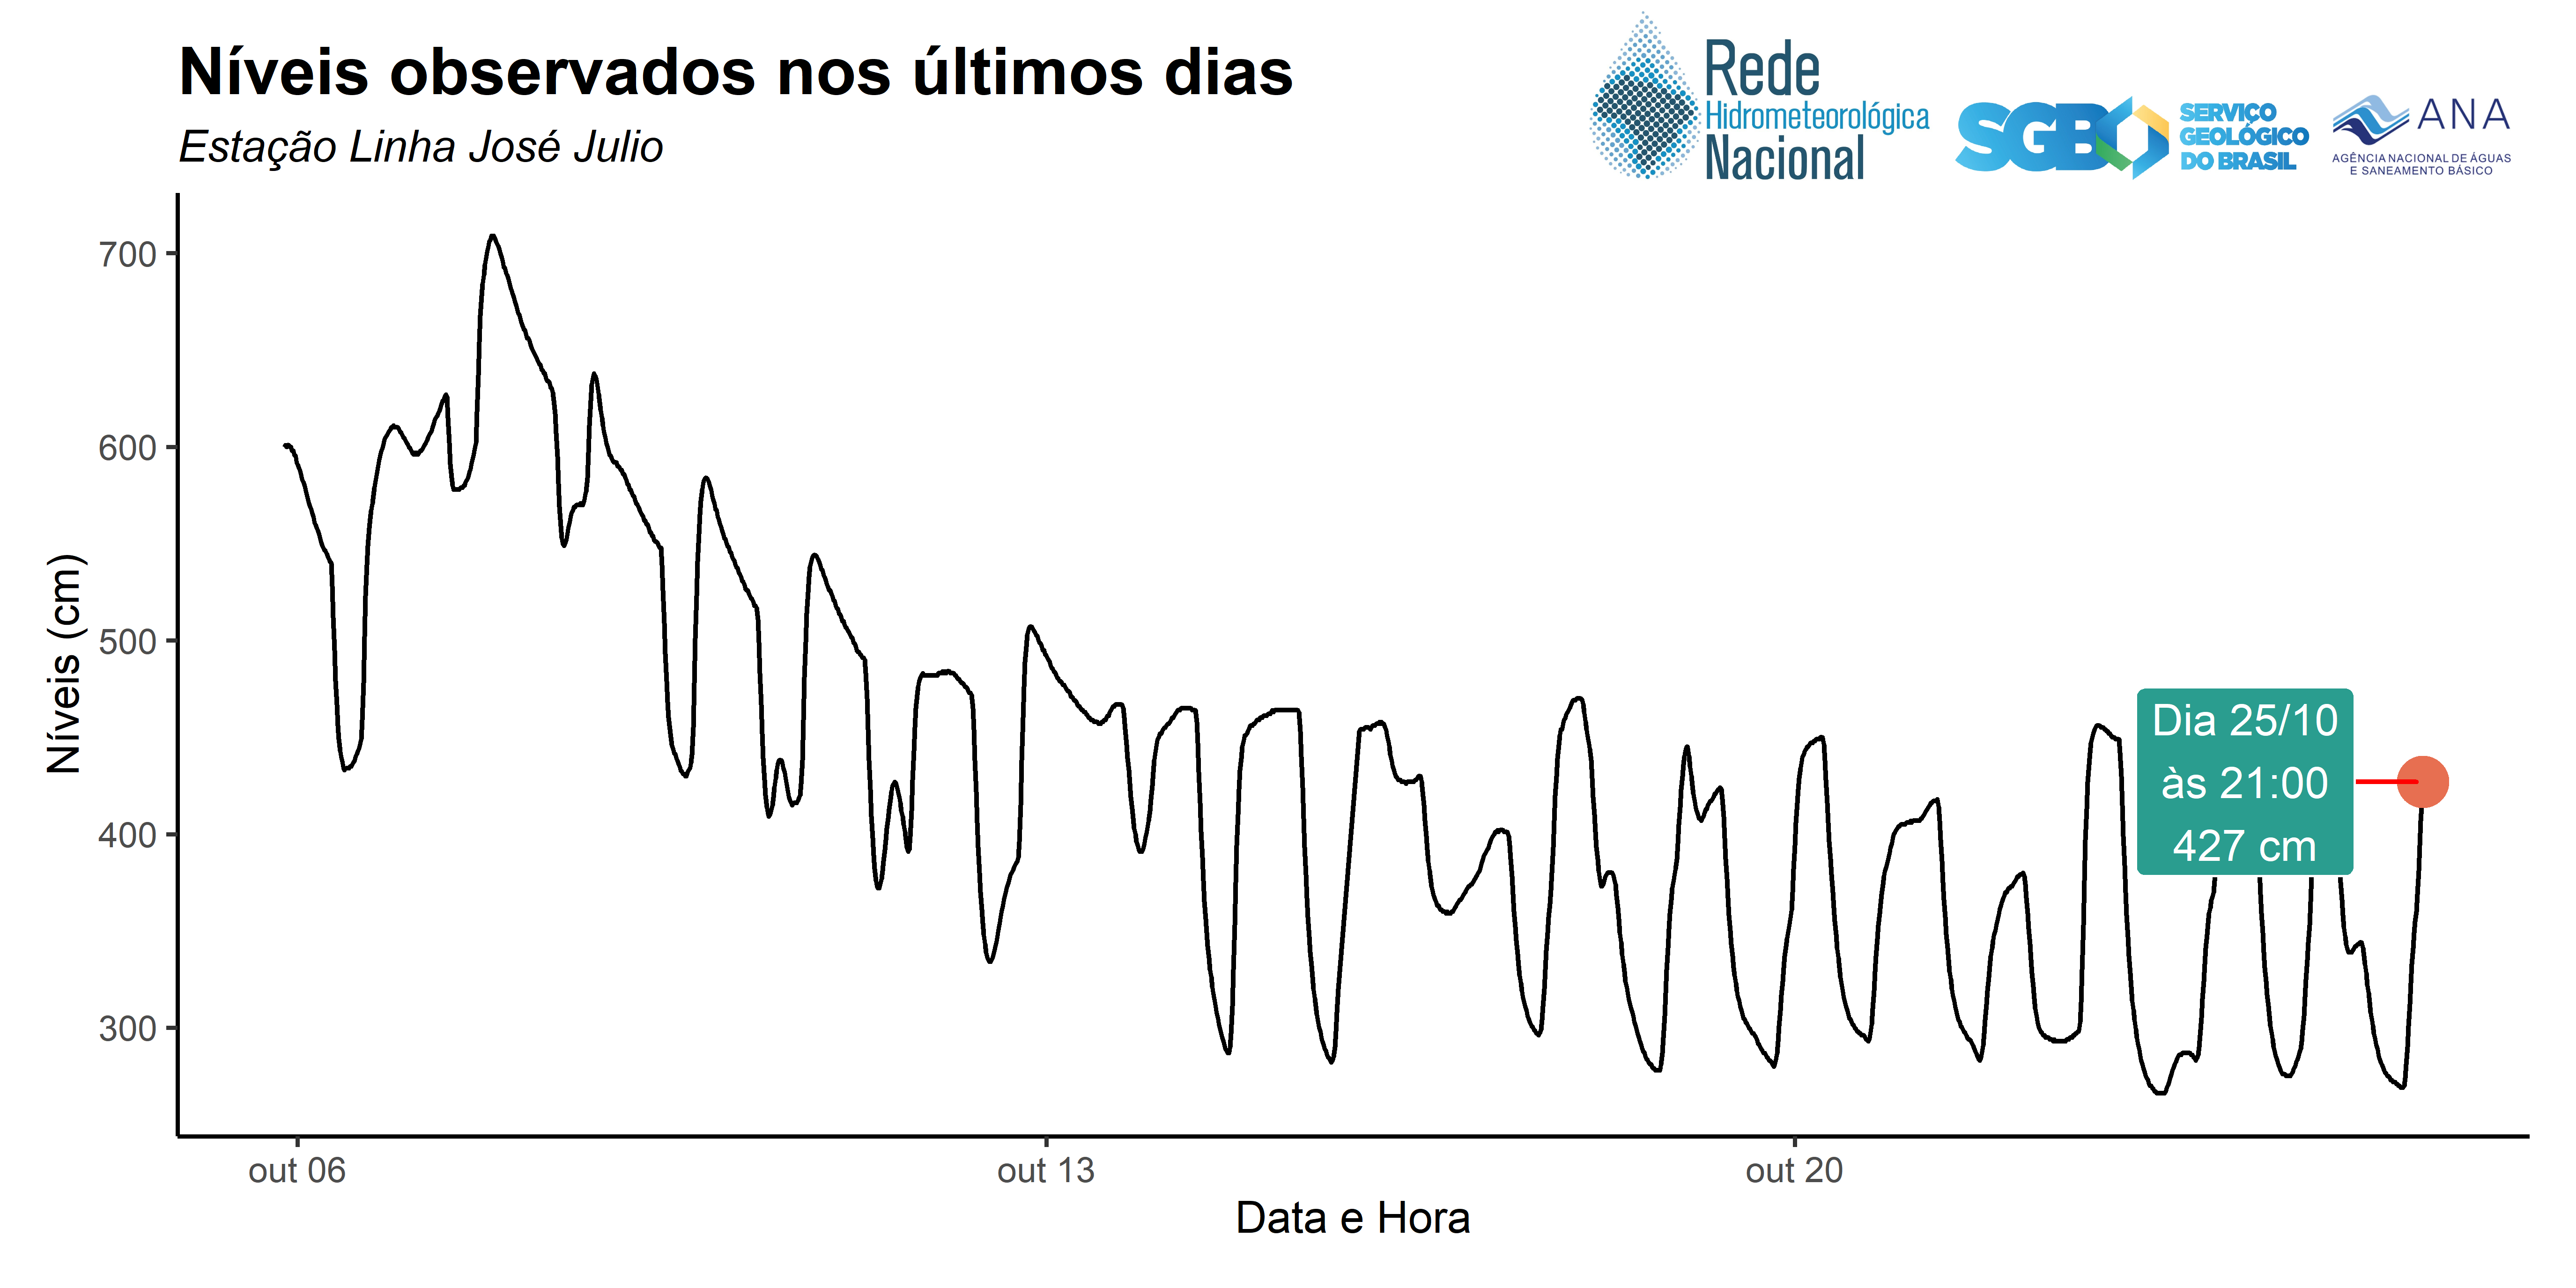 Níveis observados nos últimos dias
Estação Linha José Julio
Rede
Hidrometeorológica
Nacional
SGB
SERVIÇO
GEOLÓGICO
DO BRASIL
ANA
AGÊNCIA NACIONAL DE ÁGUAS
E SANEAMENTO BÁSICO
Níveis (cm)
700
600
500
400
300
Dia 25/10
às 21:00
427 cm
out 06
out 13
out 20
Data e Hora